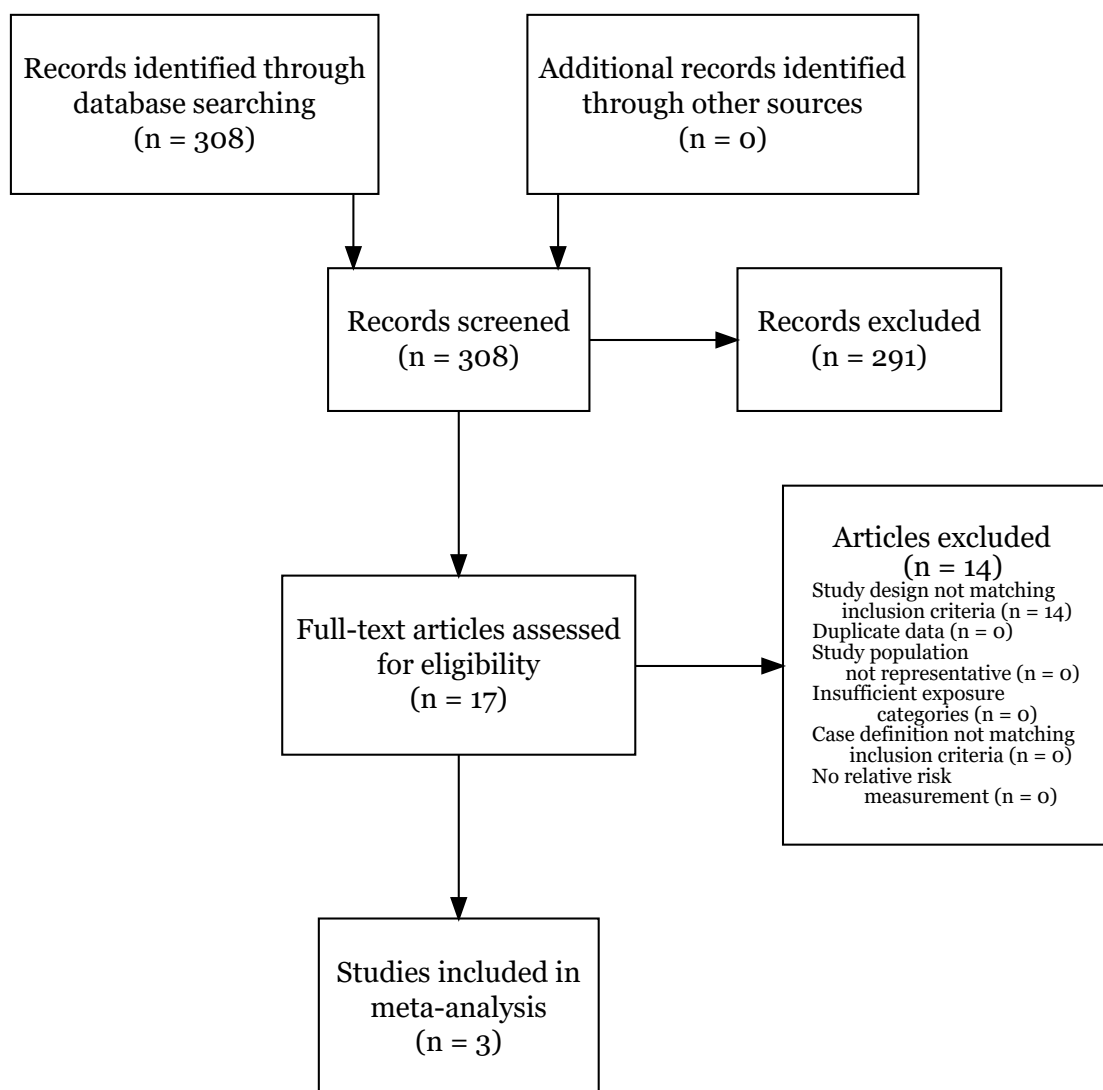 Records identified through
database searching
(n = 308)
Additional records identified
through other sources
(n = 0)
Records screened
(n = 308)
Records excluded
(n = 291)
Full-text articles assessed
for eligibility
(n = 17)
Articles excluded
(n = 14)
Study design not matching
inclusion criteria (n = 14)
Duplicate data (n = 0)
Study population
not representative (n = 0)
Insufficient exposure
categories (n = 0)
Case definition not matching
inclusion criteria (n = 0)
No relative risk
measurement (n = 0)
Studies included in
meta-analysis
(n = 3)